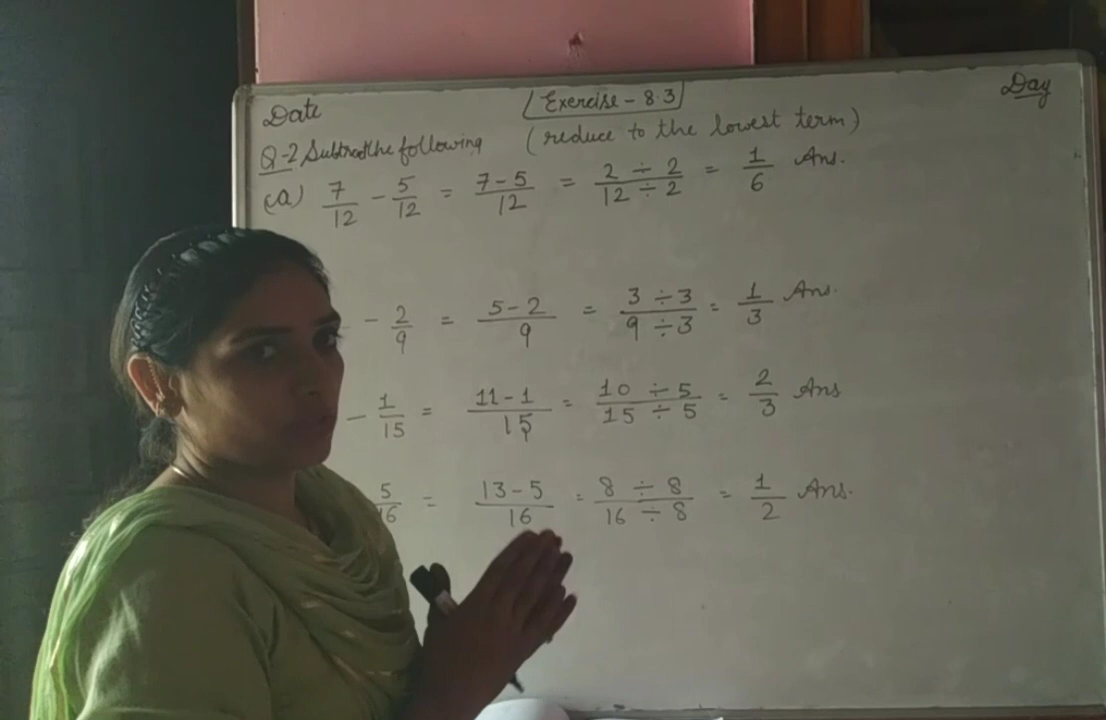 Date Exercise - 8.3 Day
Q-2 Subtract the following (reduce to the lowest term)
(a) 7/12 - 5/12 = 7-5/12 = 2÷2/12÷2 = 1/6 Ans.
- 2/9 = 5-2/9 = 3÷3/9÷3 = 1/3 Ans.
- 1/15 = 11-1/15 = 10÷5/15÷5 = 2/3 Ans
5/16 = 13-5/16 = 8÷8/16÷8 = 1/2 Ans.